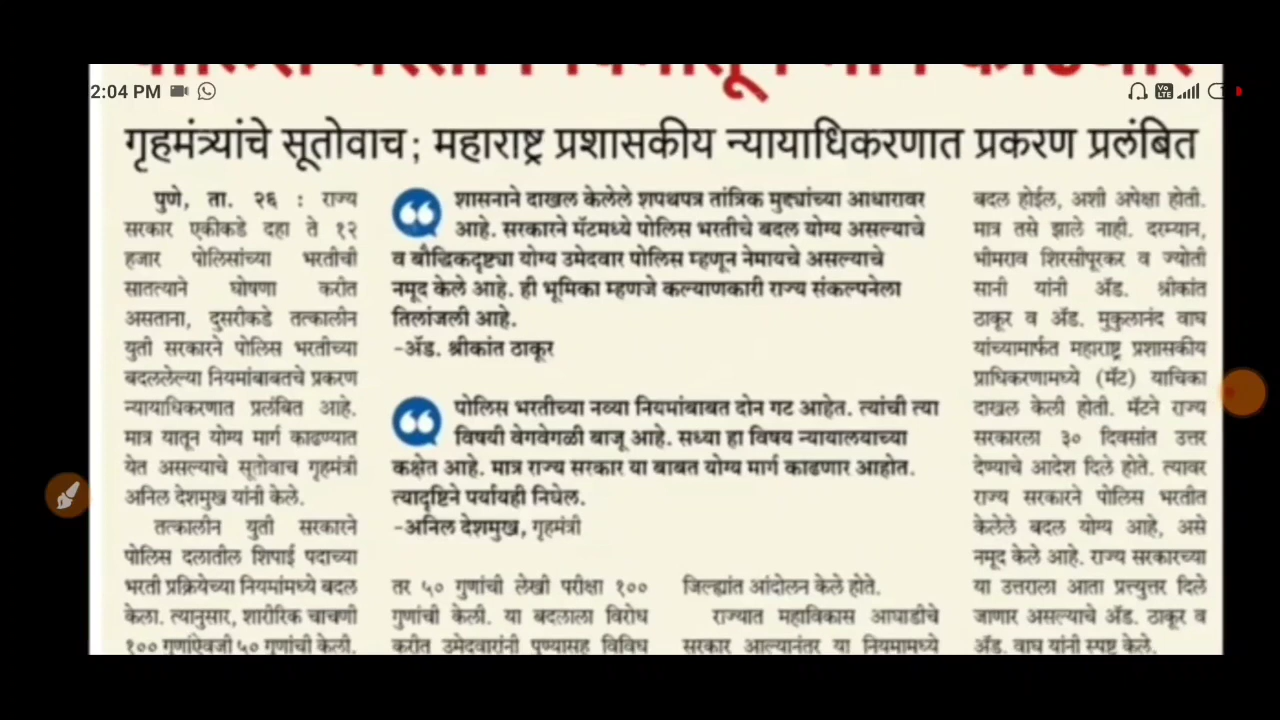 2:04 PM
गृहमंत्र्यांचे सूतोवाच; महाराष्ट्र प्रशासकीय न्यायाधिकरणात प्रकरण प्रलंबित
पुणे, ता. २६ : राज्य
सरकार एकीकडे दहा ते १२
हजार पोलिसांच्या भरतीची
सातत्याने घोषणा करीत
असताना, दुसरीकडे तत्कालीन
युती सरकारने पोलिस भरतीच्या
बदललेल्या नियमांबाबतचे प्रकरण
न्यायाधिकरणात प्रलंबित आहे.
मात्र यातून योग्य मार्ग काढण्यात
येत असल्याचे सूतोवाच गृहमंत्री
अनिल देशमुख यांनी केले.
तत्कालीन युती सरकारने
पोलिस दलातील शिपाई पदाच्या
भरती प्रक्रियेच्या नियमांमध्ये बदल
केला. त्यानुसार, शारीरिक चाचणी
१०० गुणांऐवजी ५० गुणांची केली.
शासनाने दाखल केलेले शपथपत्र तांत्रिक मुद्द्यांच्या आधारावर
आहे. सरकारने मॅटमध्ये पोलिस भरतीचे बदल योग्य असल्याचे
व बौद्धिकदृष्ट्या योग्य उमेदवार पोलिस म्हणून नेमायचे असल्याचे
नमूद केले आहे. ही भूमिका म्हणजे कल्याणकारी राज्य संकल्पनेला
तिलांजली आहे.
-ॲड. श्रीकांत ठाकूर
पोलिस भरतीच्या नव्या नियमांबाबत दोन गट आहेत. त्यांची त्या
विषयी वेगवेगळी बाजू आहे. सध्या हा विषय न्यायालयाच्या
कक्षेत आहे. मात्र राज्य सरकार या बाबत योग्य मार्ग काढणार आहोत.
त्यादृष्टिने पर्यायही निघेल.
-अनिल देशमुख, गृहमंत्री
तर ५० गुणांची लेखी परीक्षा १००
गुणांची केली. या बदलाला विरोध
करीत उमेदवारांनी पुण्यासह विविध
जिल्ह्यांत आंदोलन केले होते.
राज्यात महाविकास आघाडीचे
सरकार आल्यानंतर या नियमामध्ये
बदल होईल, अशी अपेक्षा होती.
मात्र तसे झाले नाही. दरम्यान,
भीमराव शिरसीपूरकर व ज्योती
सानी यांनी ॲड. श्रीकांत
ठाकूर व ॲड. मुकुलानंद वाघ
यांच्यामार्फत महाराष्ट्र प्रशासकीय
प्राधिकरणामध्ये (मॅट) याचिका
दाखल केली होती. मॅटने राज्य
सरकारला ३० दिवसांत उत्तर
देण्याचे आदेश दिले होते. त्यावर
राज्य सरकारने पोलिस भरतीत
केलेले बदल योग्य आहे, असे
नमूद केले आहे. राज्य सरकारच्या
या उत्तराला आता प्रत्युत्तर दिले
जाणार असल्याचे ॲड. ठाकूर व
ॲड. वाघ यांनी स्पष्ट केले.